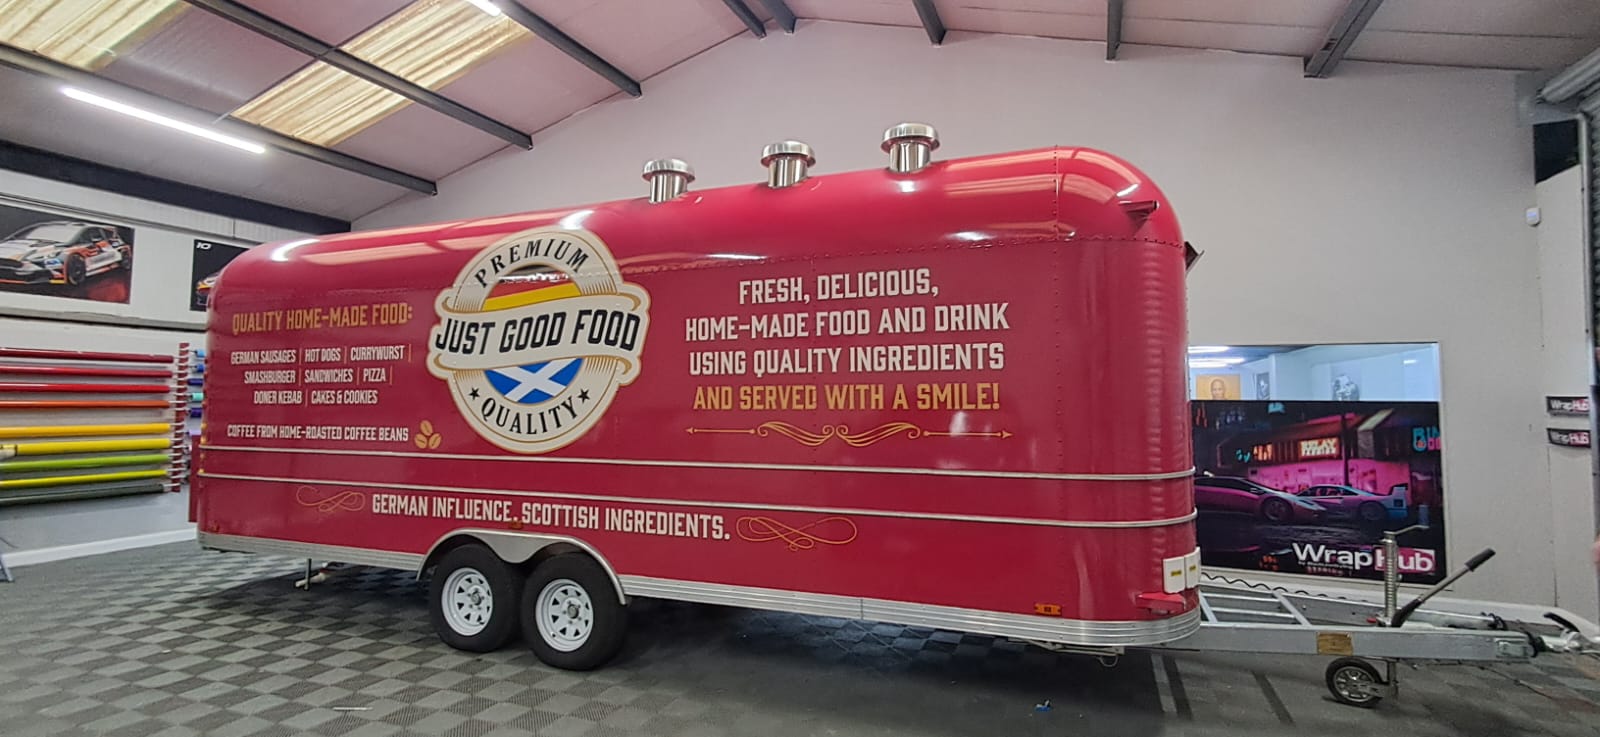 QUALITY HOME-MADE FOOD:
GERMAN SAUSAGES | HOT DOGS | CURRYWURST |
SMASHBURGER | SANDWICHES | PIZZA |
DONER KEBAB | CAKES & COOKIES
COFFEE FROM HOME-ROASTED COFFEE BEANS
PREMIUM
JUST GOOD FOOD
QUALITY
FRESH, DELICIOUS,
HOME-MADE FOOD AND DRINK
USING QUALITY INGREDIENTS
AND SERVED WITH A SMILE!
GERMAN INFLUENCE. SCOTTISH INGREDIENTS.
10
WrapHub
WrapHub
WrapHub